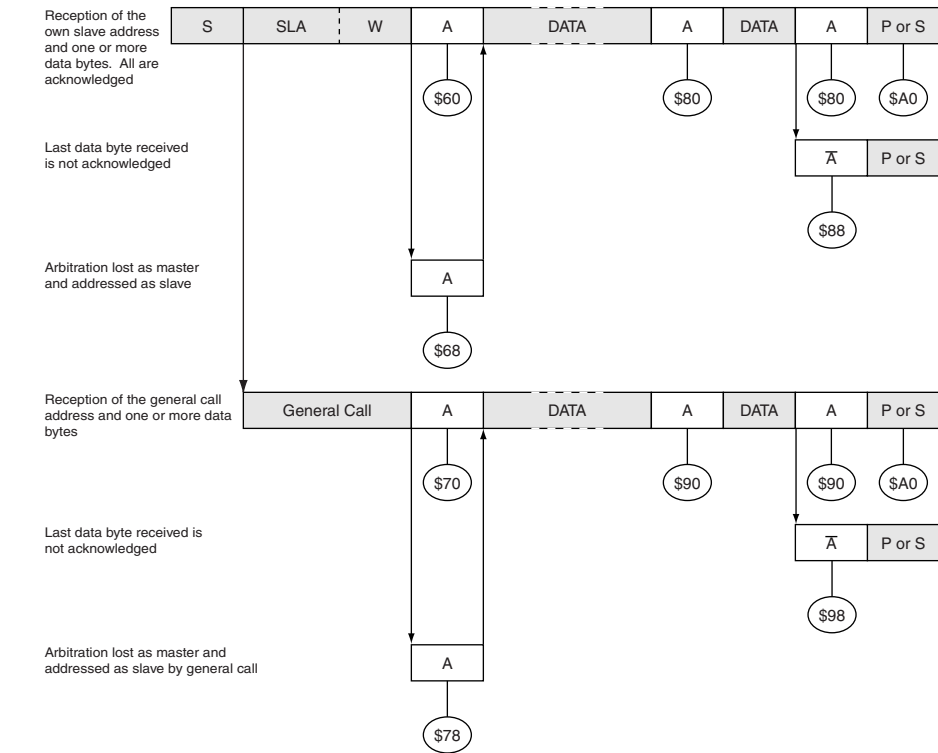 Reception of the
own slave address
and one or more
data bytes. All are
acknowledged
S SLA W A DATA A DATA A P or S
$60 $80 $80 $A0
Last data byte received
is not acknowledged
A̅ P or S
$88
Arbitration lost as master
and addressed as slave
A
$68
Reception of the general call
address and one or more data
bytes
General Call A DATA A DATA A P or S
$70 $90 $90 $A0
Last data byte received is
not acknowledged
A̅ P or S
$98
Arbitration lost as master and
addressed as slave by general call
A
$78